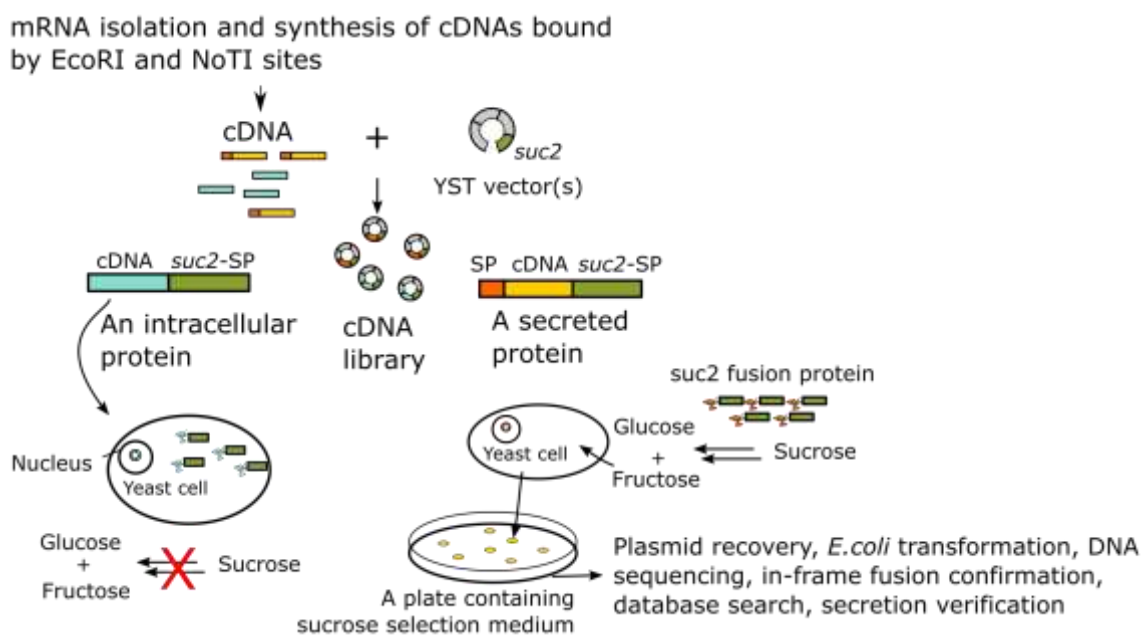 mRNA isolation and synthesis of cDNAs bound
by EcoRI and NoTI sites
cDNA
+
suc2
YST vector(s)
cDNA suc2-SP
An intracellular
protein
cDNA
library
SP cDNA suc2-SP
A secreted
protein
suc2 fusion protein
Nucleus
Yeast cell
Glucose
+
Fructose
Sucrose
Yeast cell
Glucose
+
Fructose
Sucrose
A plate containing
sucrose selection medium
Plasmid recovery, E.coli transformation, DNA
sequencing, in-frame fusion confirmation,
database search, secretion verification